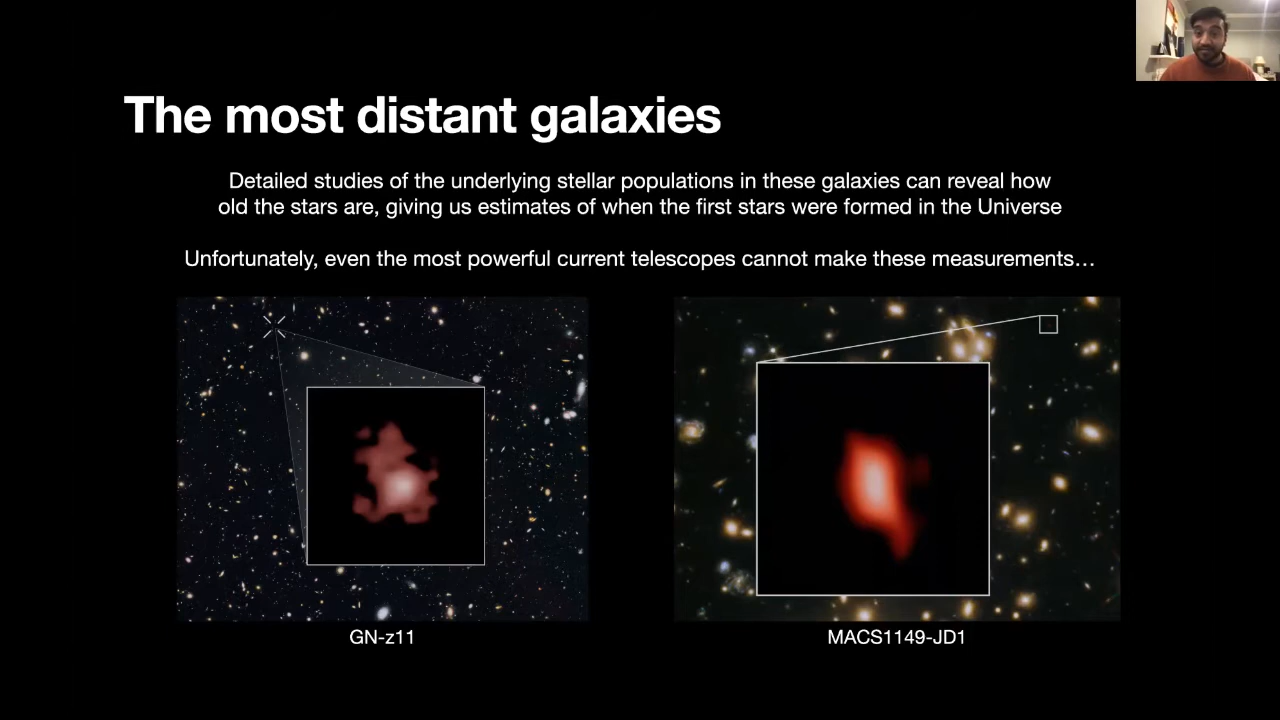 The most distant galaxies
Detailed studies of the underlying stellar populations in these galaxies can reveal how
old the stars are, giving us estimates of when the first stars were formed in the Universe
Unfortunately, even the most powerful current telescopes cannot make these measurements…
GN-z11
MACS1149-JD1